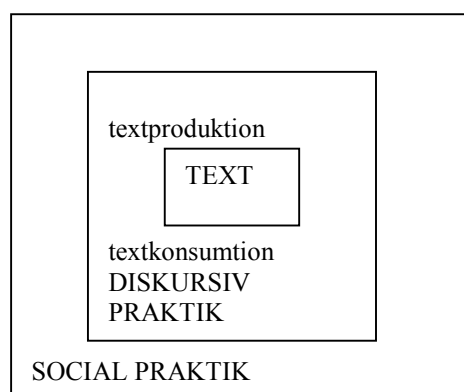 textproduktion
TEXT
textkonsumtion
DISKURSIV
PRAKTIK
SOCIAL PRAKTIK